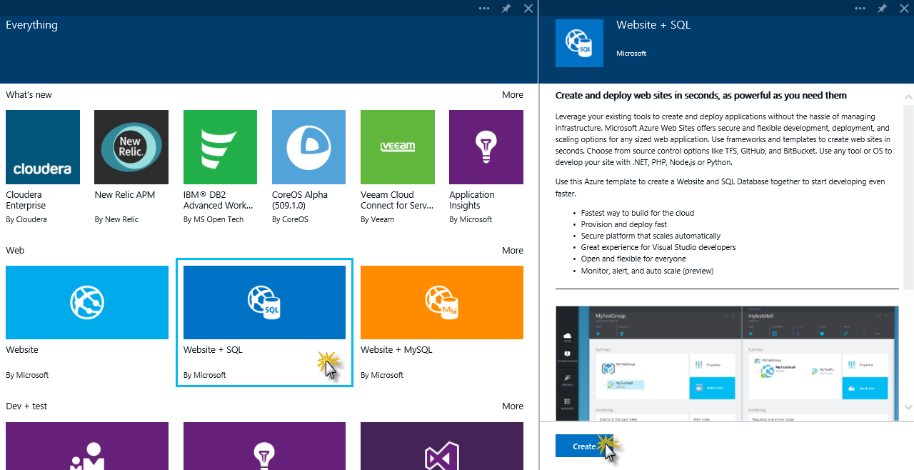 Everything
What's new
More
cloudera
New Relic.
veeam
Cloudera Enterprise
By Cloudera
New Relic APM
By New Relic
IBM® DB2
Advanced Work...
By MS Open Tech
CoreOS Alpha
(509.1.0)
By CoreOS
Veeam Cloud
Connect for Serv...
By Veeam
Application
Insights
By Microsoft
Web
More
SQL
My
Website
By Microsoft
Website + SQL
By Microsoft
Website + MySQL
By Microsoft
Dev + test
More
SQL
Website + SQL
Microsoft
Create and deploy web sites in seconds, as powerful as you need them
Leverage your existing tools to create and deploy applications without the hassle of managing
Infrastructure. Microsoft Azure Web Sites offers secure and flexible development, deployment, and
scaling options for any sized web application. Use frameworks and templates to create web sites in
seconds. Choose from source control options like TFS, GitHub, and BitBucket. Use any tool or OS to
develop your site with .NET, PHP, Node.js or Python.
Use this Azure template to create a Website and SQL Database together to start developing even
faster.
• Fastest way to build for the cloud
• Provision and deploy fast
• Secure platform that scales automatically
• Great experience for Visual Studio developers
• Open and flexible for everyone
• Monitor, alert, and auto scale (preview)
MyTestGroup
Summary
Summary
Create